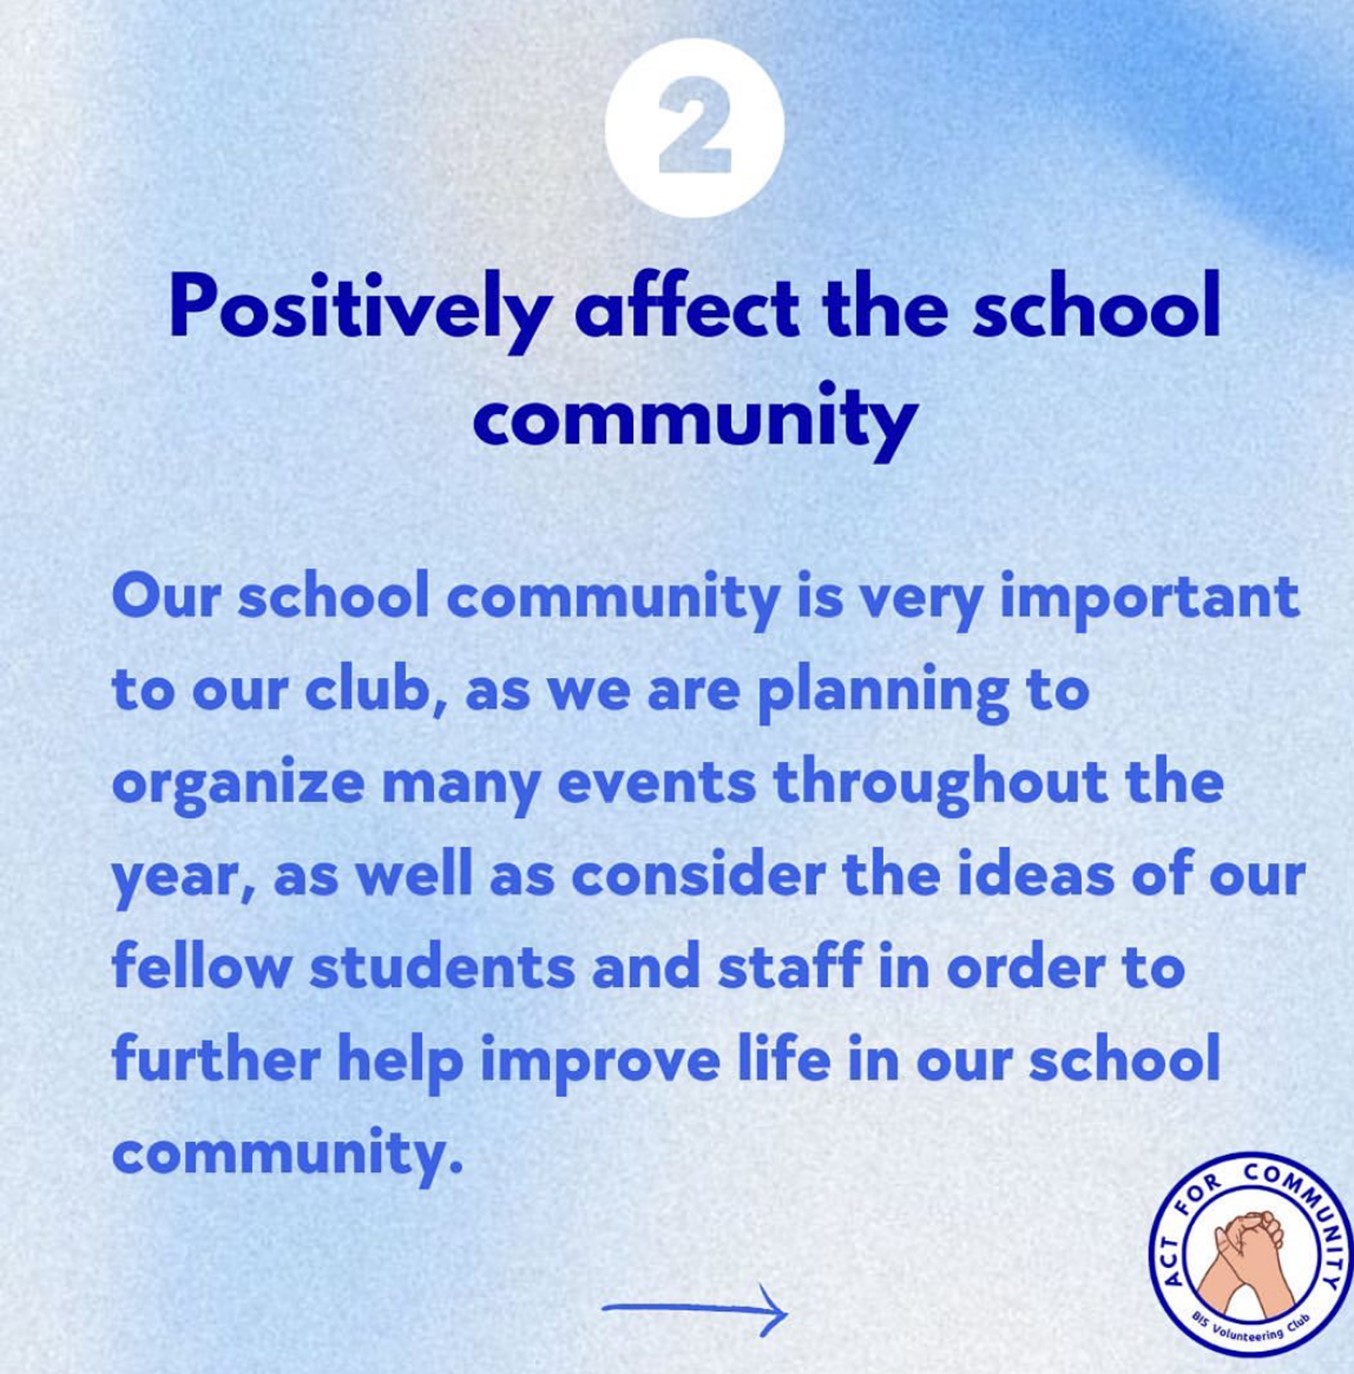 2
Positively affect the school
community
Our school community is very important
to our club, as we are planning to
organize many events throughout the
year, as well as consider the ideas of our
fellow students and staff in order to
further help improve life in our school
community.
ACT FOR COMMUNITY
BIS Volunteering Club